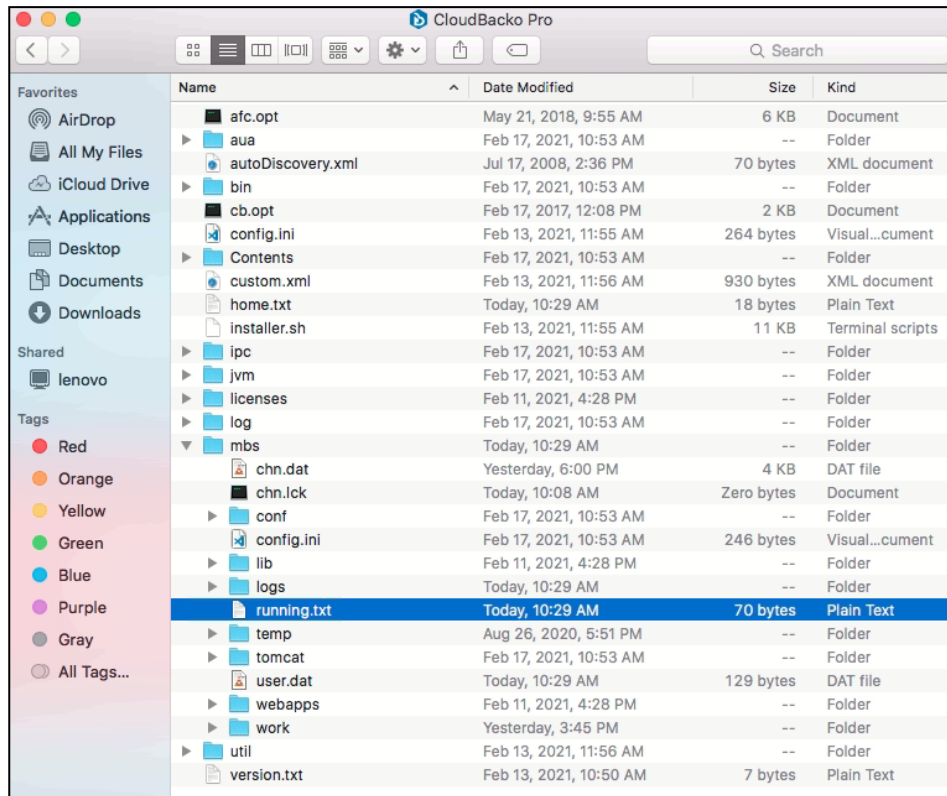 CloudBacko Pro
Search
Favorites
AirDrop
All My Files
iCloud Drive
Applications
Desktop
Documents
Downloads
Shared
lenovo
Tags
Red
Orange
Yellow
Green
Blue
Purple
Gray
All Tags...
Name Date Modified Size Kind
afc.opt May 21, 2018, 9:55 AM 6 KB Document
aua Feb 17, 2021, 10:53 AM -- Folder
autoDiscovery.xml Jul 17, 2008, 2:36 PM 70 bytes XML document
bin Feb 17, 2021, 10:53 AM -- Folder
cb.opt Feb 17, 2017, 12:08 PM 2 KB Document
config.ini Feb 13, 2021, 11:55 AM 264 bytes Visual...cument
Contents Feb 17, 2021, 10:53 AM -- Folder
custom.xml Feb 13, 2021, 11:56 AM 930 bytes XML document
home.txt Today, 10:29 AM 18 bytes Plain Text
installer.sh Feb 13, 2021, 11:55 AM 11 KB Terminal scripts
ipc Feb 17, 2021, 10:53 AM -- Folder
jvm Feb 17, 2021, 10:53 AM -- Folder
licenses Feb 11, 2021, 4:28 PM -- Folder
log Feb 17, 2021, 10:53 AM -- Folder
mbs Today, 10:29 AM -- Folder
chn.dat Yesterday, 6:00 PM 4 KB DAT file
chn.lck Today, 10:08 AM Zero bytes Document
conf Feb 17, 2021, 10:53 AM -- Folder
config.ini Feb 17, 2021, 10:53 AM 246 bytes Visual...cument
lib Feb 11, 2021, 4:28 PM -- Folder
logs Today, 10:29 AM -- Folder
running.txt Today, 10:29 AM 70 bytes Plain Text
temp Aug 26, 2020, 5:51 PM -- Folder
tomcat Feb 17, 2021, 10:53 AM -- Folder
user.dat Today, 10:29 AM 129 bytes DAT file
webapps Feb 11, 2021, 4:28 PM -- Folder
work Yesterday, 3:45 PM -- Folder
util Feb 13, 2021, 11:56 AM -- Folder
version.txt Feb 13, 2021, 10:50 AM 7 bytes Plain Text